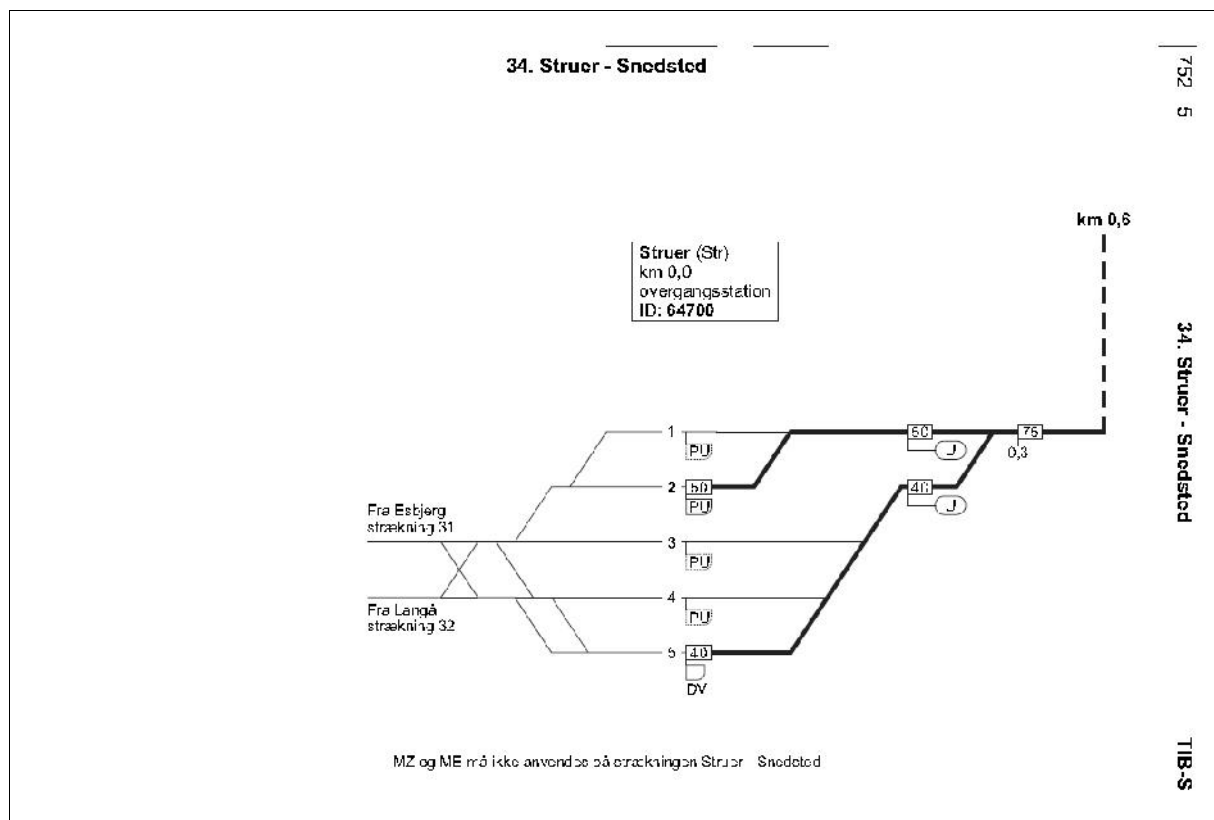 34. Struer - Snedsted
752 5
km 0,6
Struer (Str)
km 0,0
overgangsstation
ID: 64700
34. Struer - Snedsted
1
60
75
PU
U
0,3
2
50
40
PU
U
Fra Esbjerg
strækning 31
3
PU
Fra Langå
strækning 32
4
PU
5
40
DV
TIB-S
MZ og ME må ikke anvendes på strækningen Struer - Snedsted